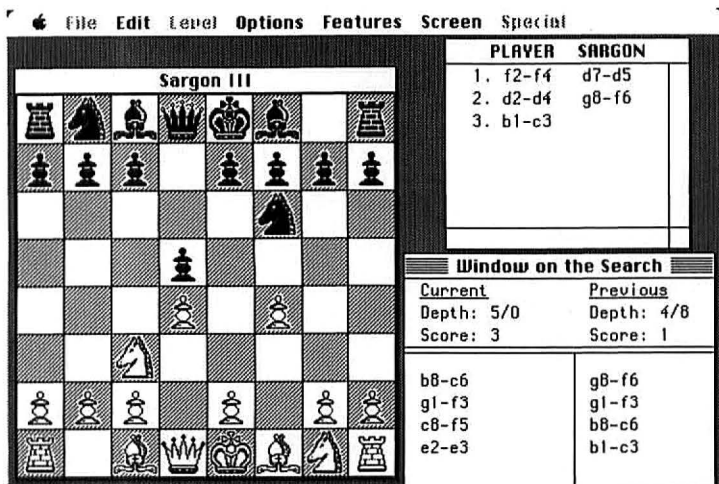 File Edit Level Options Features Screen Special
Sargon III
PLAYER SARGON
1. f2-f4 d7-d5
2. d2-d4 g8-f6
3. b1-c3
Window on the Search
Current Previous
Depth: 5/0 Depth: 4/8
Score: 3 Score: 1
b8-c6 g8-f6
g1-f3 g1-f3
c8-f5 b8-c6
e2-e3 b1-c3